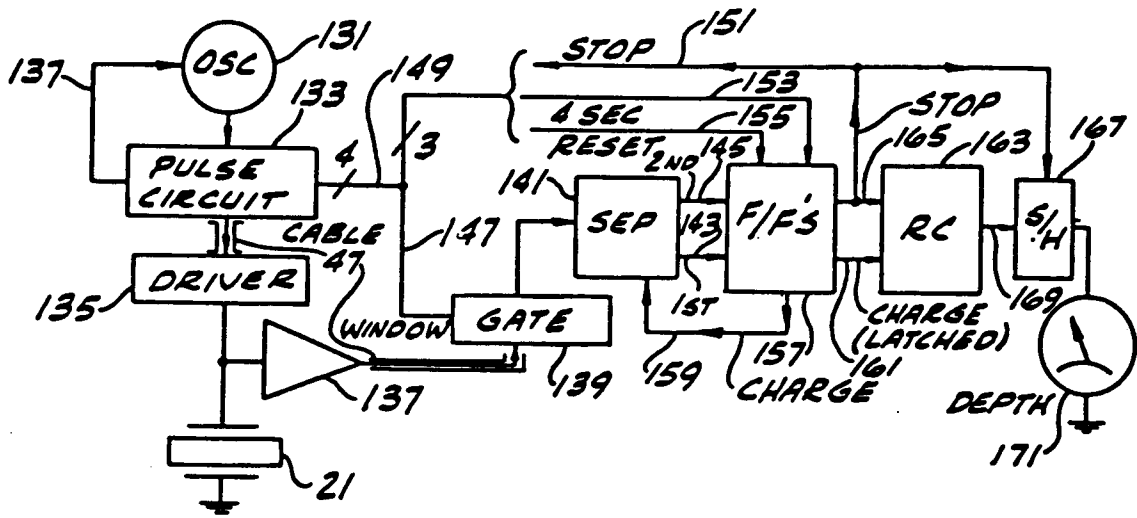 137
OSC
131
149
133
PULSE
CIRCUIT
4
3
STOP
151
153
4 SEC
155
RESET
2ND
145
141
SEP
143
1ST
F/F'S
STOP
165
163
167
RC
S/H
CABLE
47
DRIVER
135
147
WINDOW
GATE
139
159
157
CHARGE
161
CHARGE
(LATCHED)
169
137
DEPTH
171
21